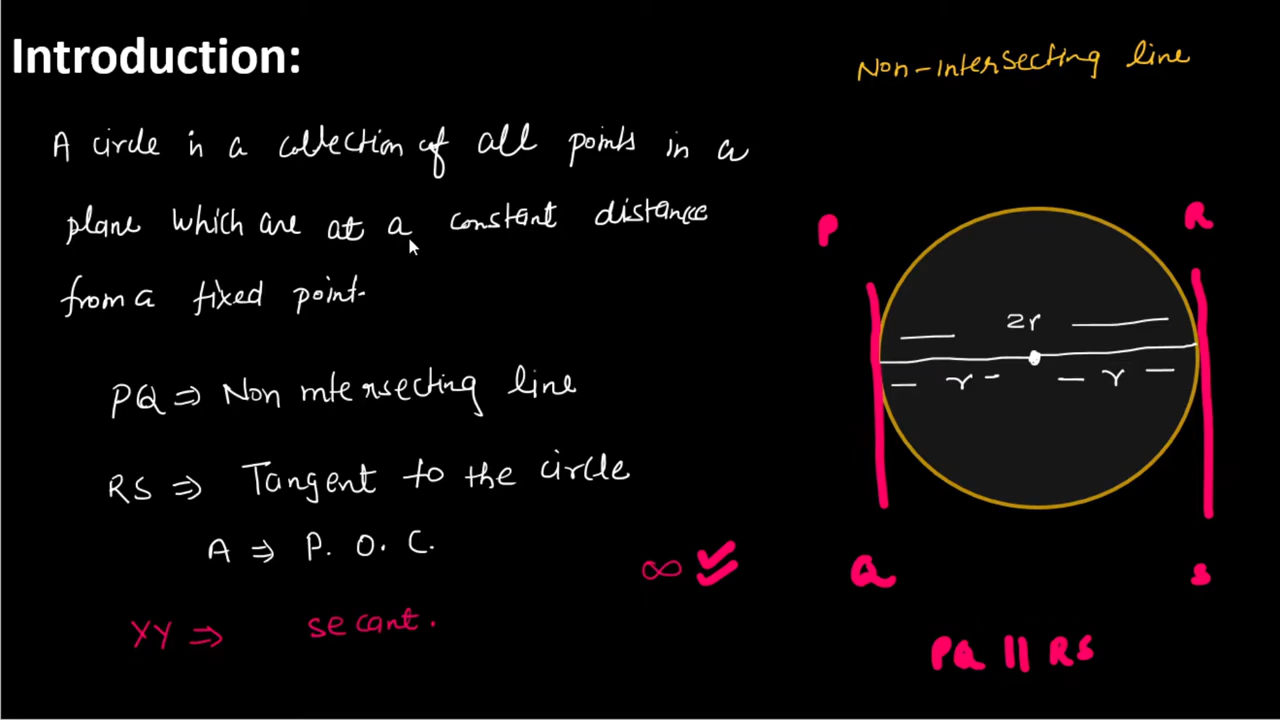 Introduction:
Non-intersecting line
A circle is a collection of all points in a
plane which are at a constant distance
from a fixed point.
PQ ⇒ Non intersecting line
RS ⇒ Tangent to the circle
A ⇒ P. O. C.
XY ⇒ secant.
∞
P
R
2r
r
r
Q
S
PQ || RS